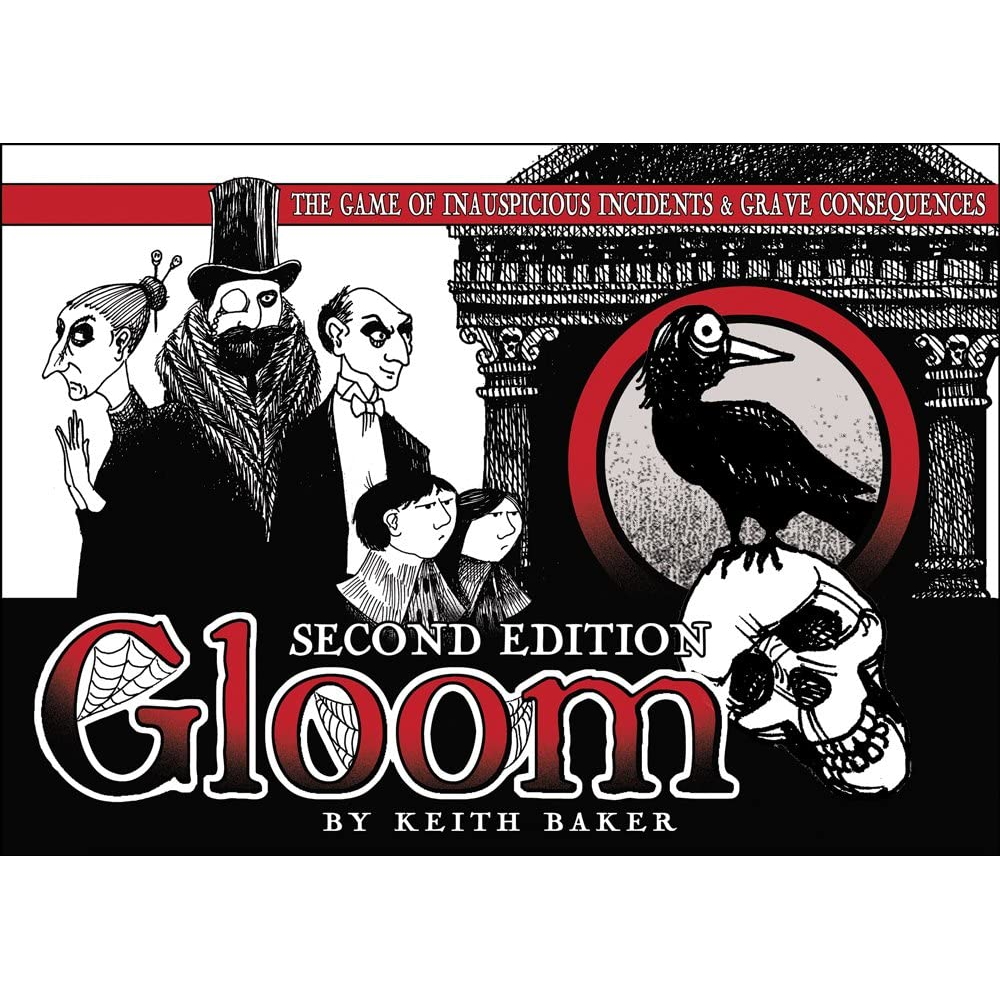 THE GAME OF INAUSPICIOUS INCIDENTS & GRAVE CONSEQUENCES
SECOND EDITION
Gloom
BY KEITH BAKER